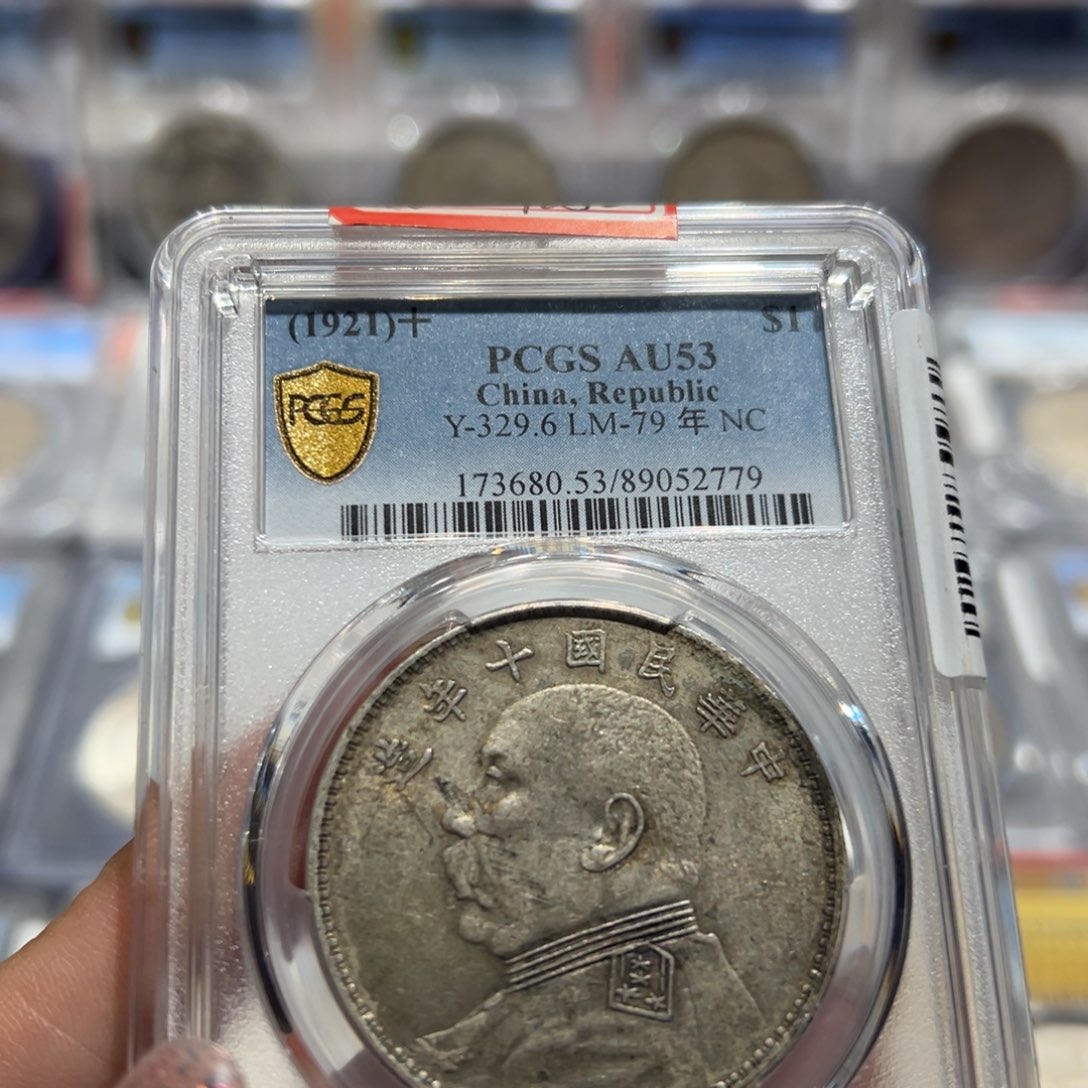 (1921)十 $1
PCGS AU53
China, Republic
Y-329.6 LM-79 年 NC
173680.53/89052779
PCGS
中華民國十年造